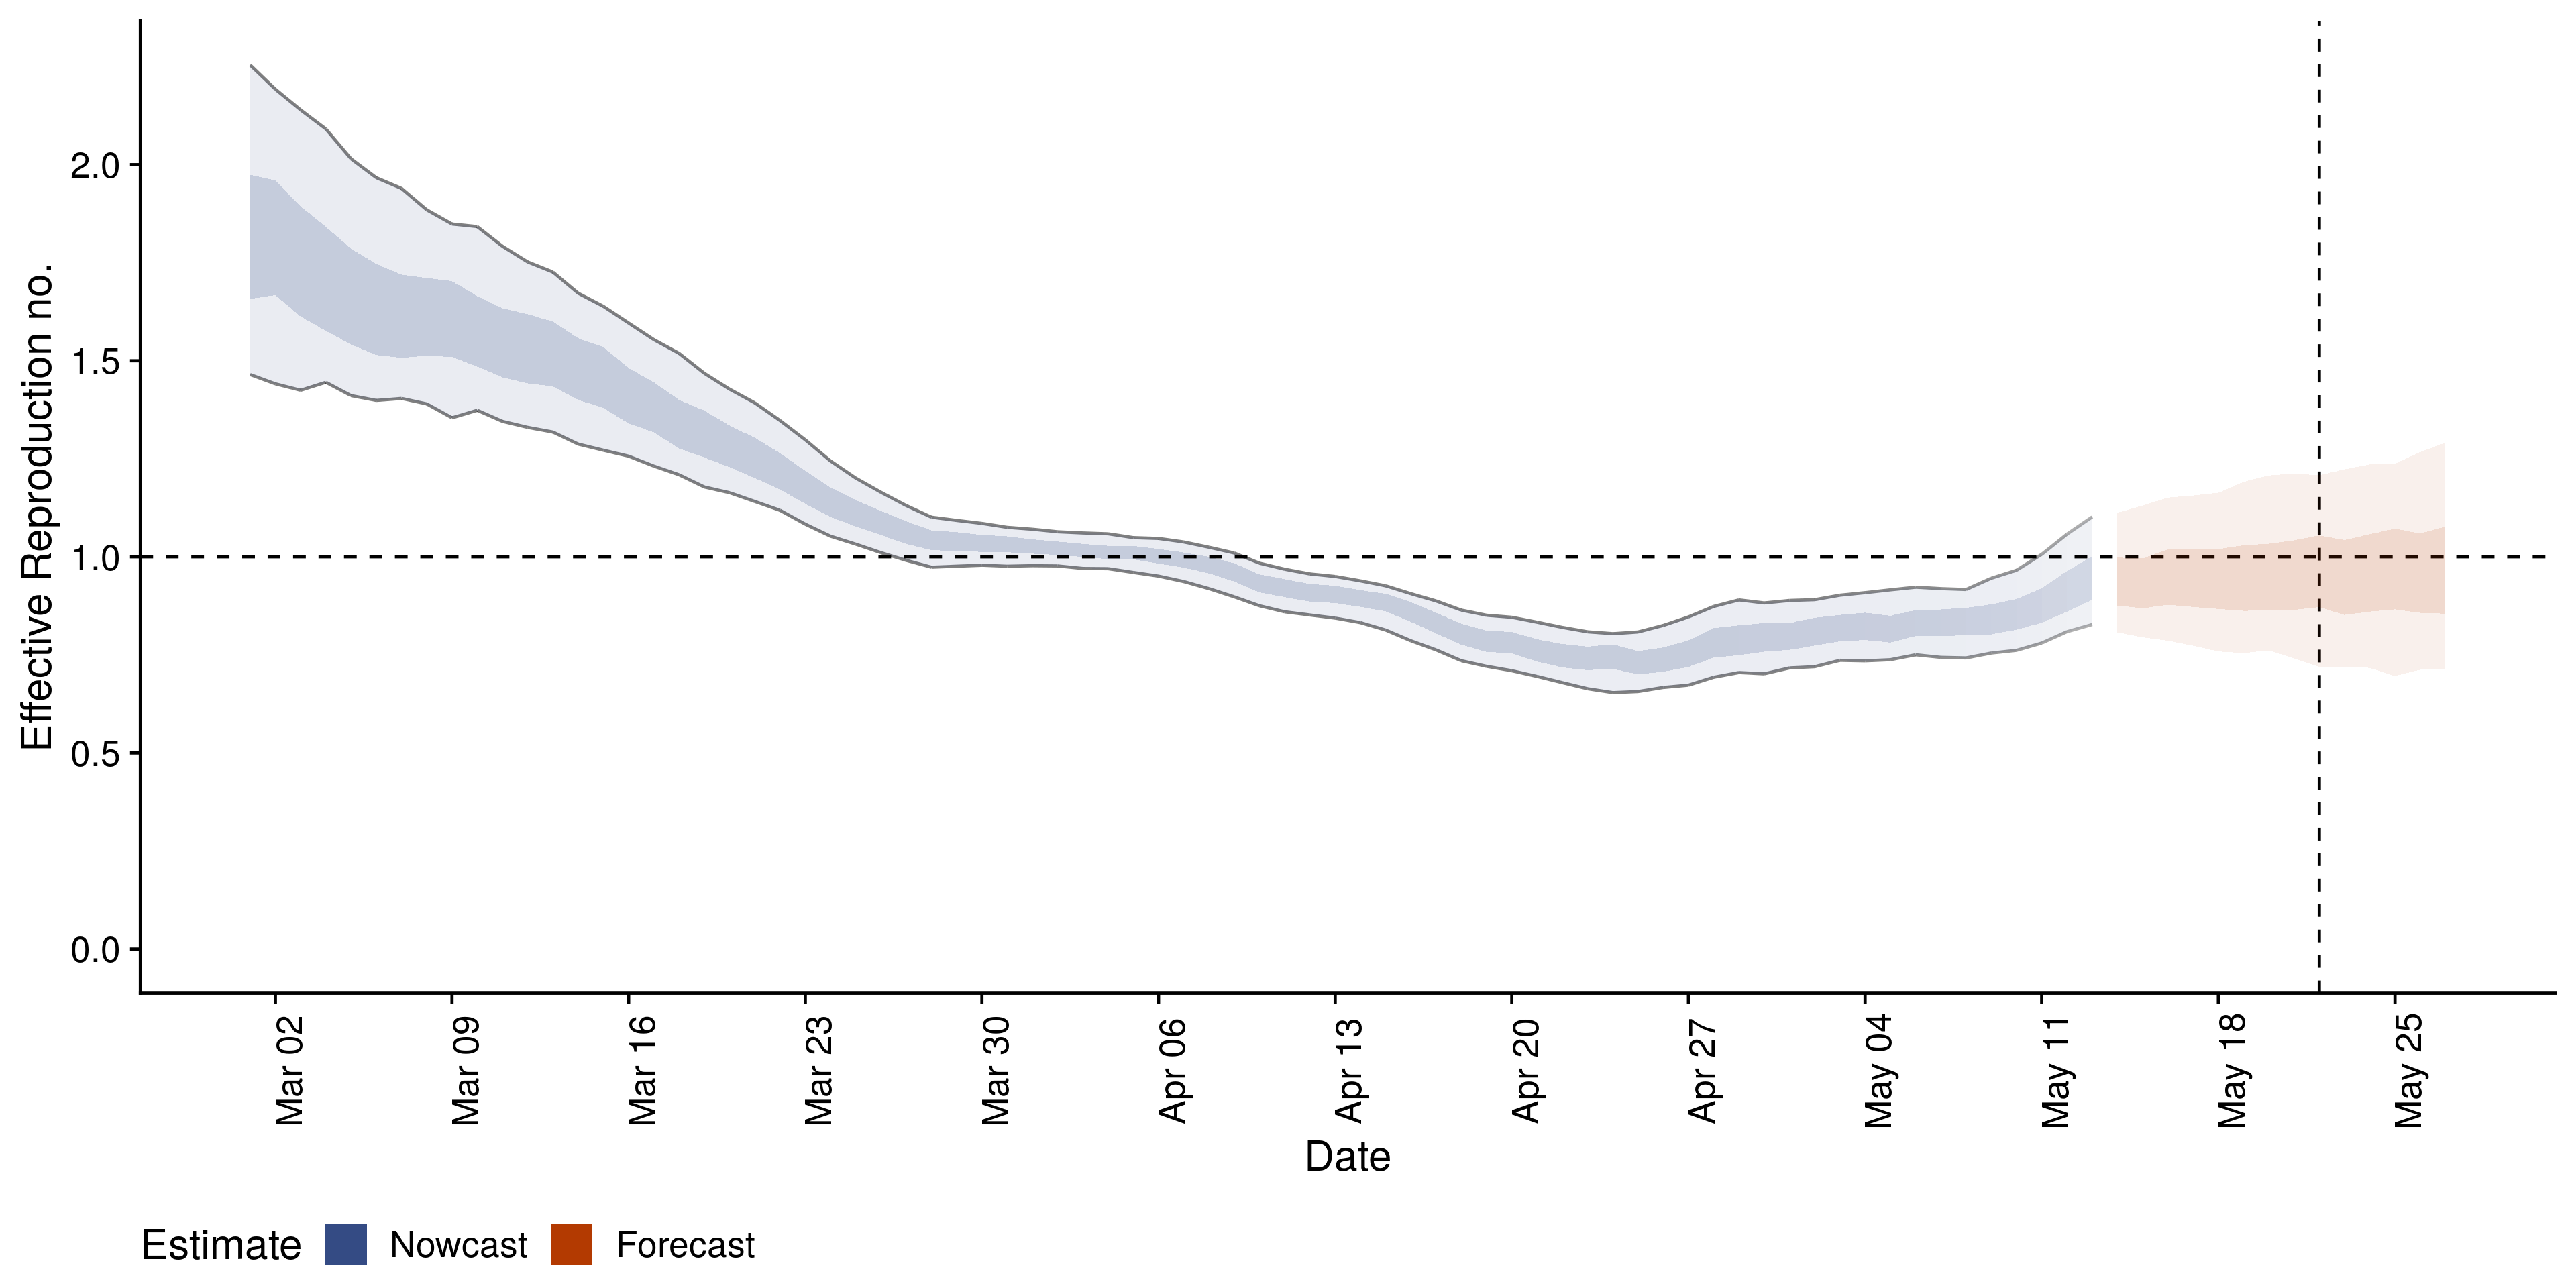 Effective Reproduction no.
2.0
1.5
1.0
0.5
0.0
Mar 02
Mar 09
Mar 16
Mar 23
Mar 30
Apr 06
Apr 13
Apr 20
Apr 27
May 04
May 11
May 18
May 25
Date
Estimate Nowcast Forecast